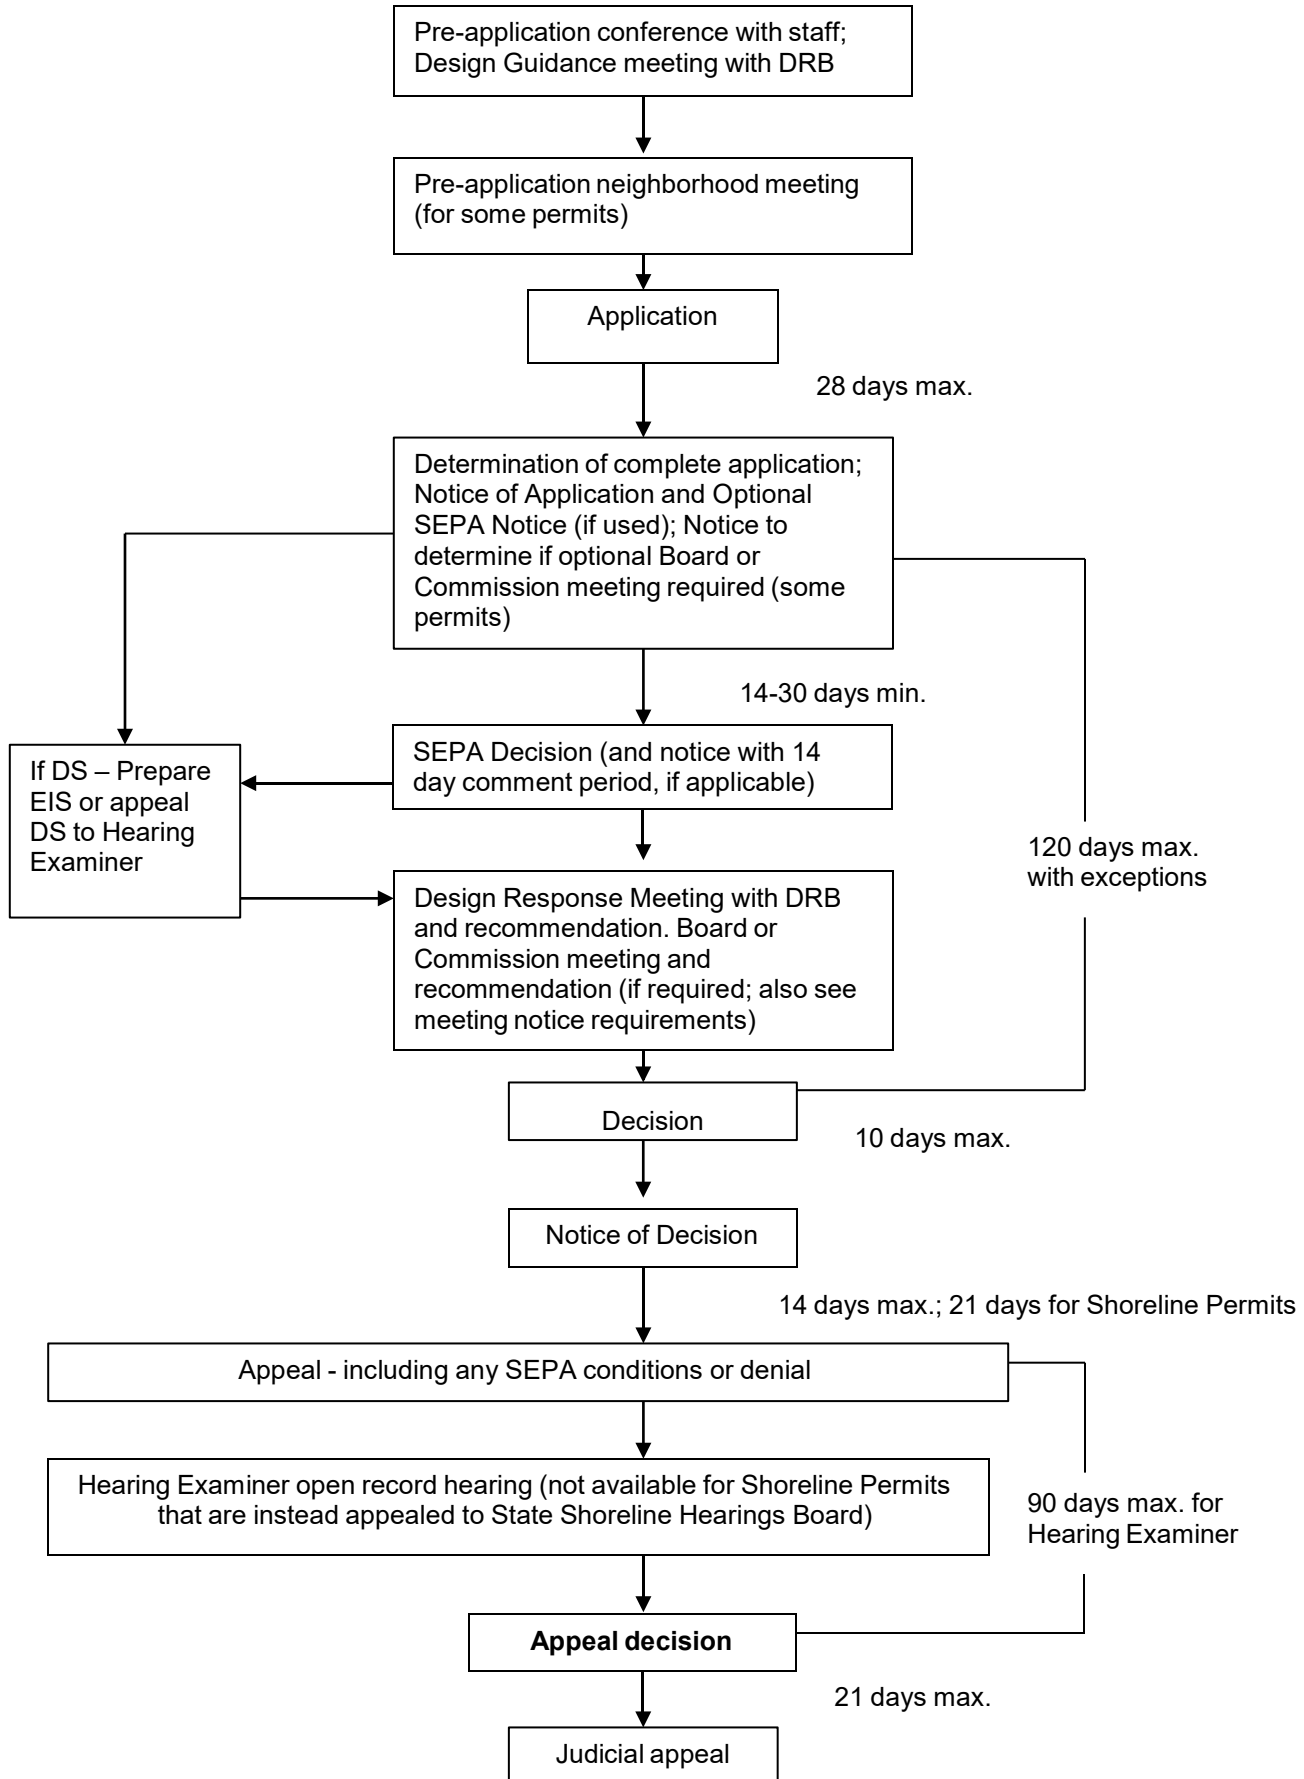 Pre-application conference with staff;
Design Guidance meeting with DRB
Pre-application neighborhood meeting
(for some permits)
Application
28 days max.
Determination of complete application;
Notice of Application and Optional
SEPA Notice (if used); Notice to
determine if optional Board or
Commission meeting required (some
permits)
14-30 days min.
SEPA Decision (and notice with 14
day comment period, if applicable)
If DS – Prepare
EIS or appeal
DS to Hearing
Examiner
120 days max.
with exceptions
Design Response Meeting with DRB
and recommendation. Board or
Commission meeting and
recommendation (if required; also see
meeting notice requirements)
Decision
10 days max.
Notice of Decision
14 days max.; 21 days for Shoreline Permits
Appeal - including any SEPA conditions or denial
Hearing Examiner open record hearing (not available for Shoreline Permits
that are instead appealed to State Shoreline Hearings Board)
90 days max. for
Hearing Examiner
Appeal decision
21 days max.
Judicial appeal